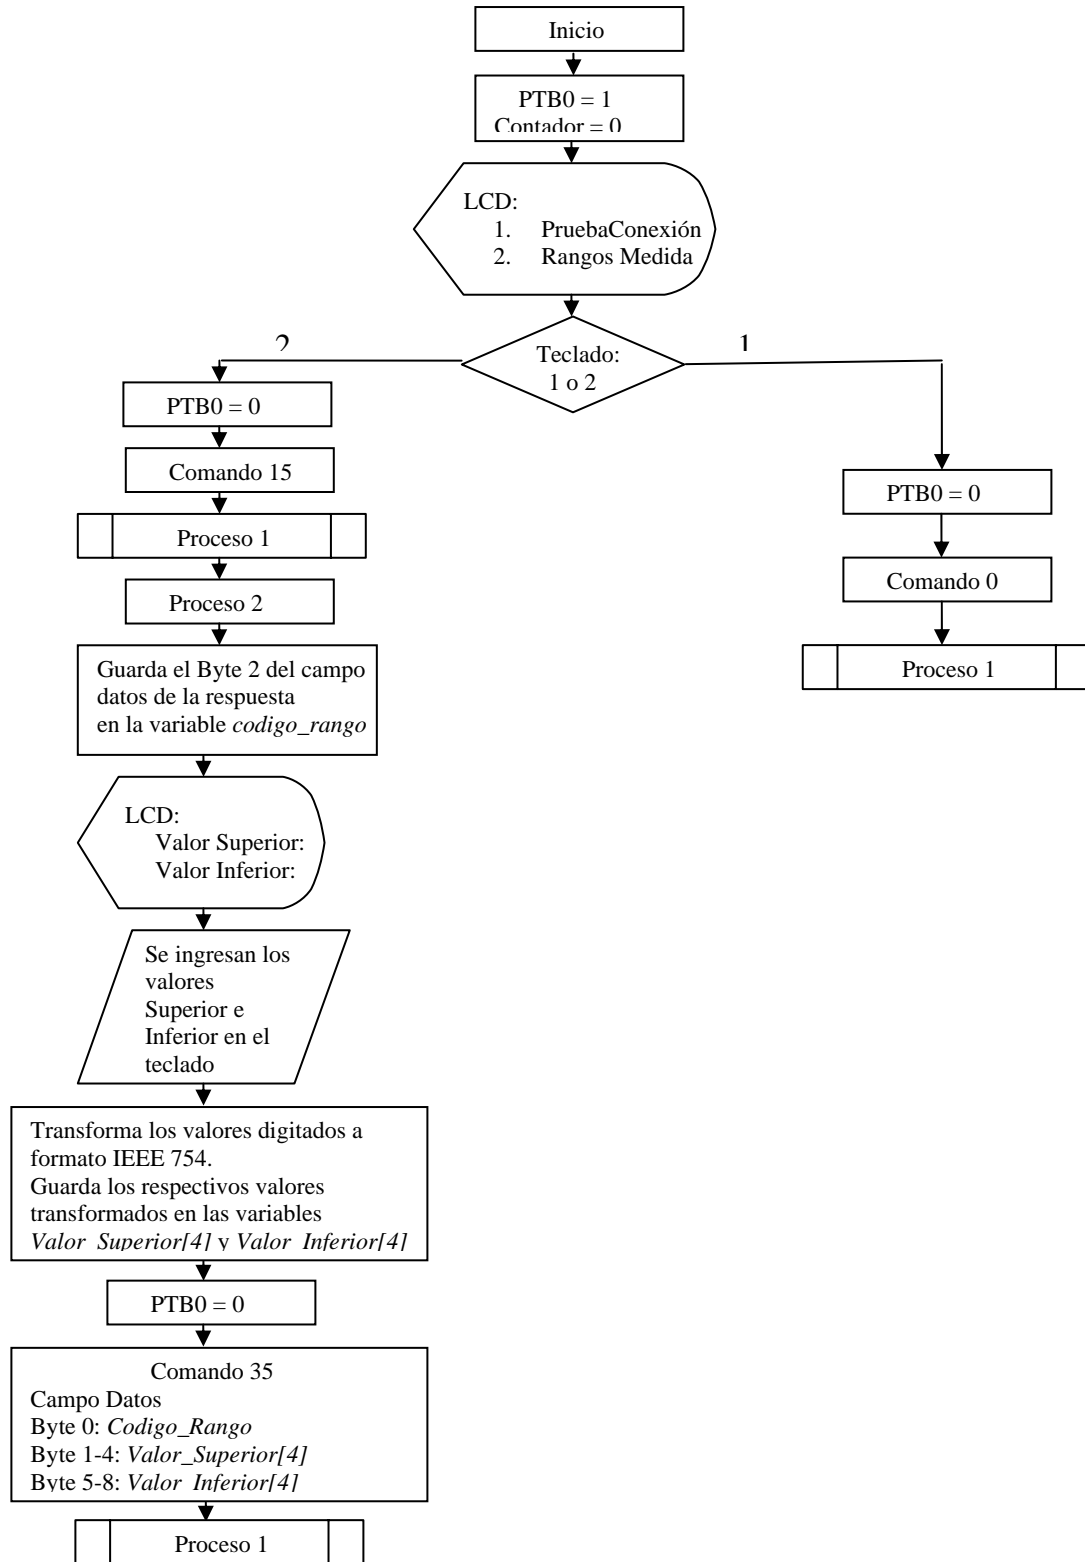 Inicio
PTB0 = 1
Contador = 0
LCD:
1. PruebaConexión
2. Rangos Medida
Teclado:
1 o 2
2
1
PTB0 = 0
Comando 15
Proceso 1
Proceso 2
Guarda el Byte 2 del campo
datos de la respuesta
en la variable codigo_rango
LCD:
Valor Superior:
Valor Inferior:
Se ingresan los
valores
Superior e
Inferior en el
teclado
Transforma los valores digitados a
formato IEEE 754.
Guarda los respectivos valores
transformados en las variables
Valor_Superior[4] y Valor_Inferior[4]
PTB0 = 0
Comando 35
Campo Datos
Byte 0: Codigo_Rango
Byte 1-4: Valor_Superior[4]
Byte 5-8: Valor_Inferior[4]
Proceso 1
PTB0 = 0
Comando 0
Proceso 1